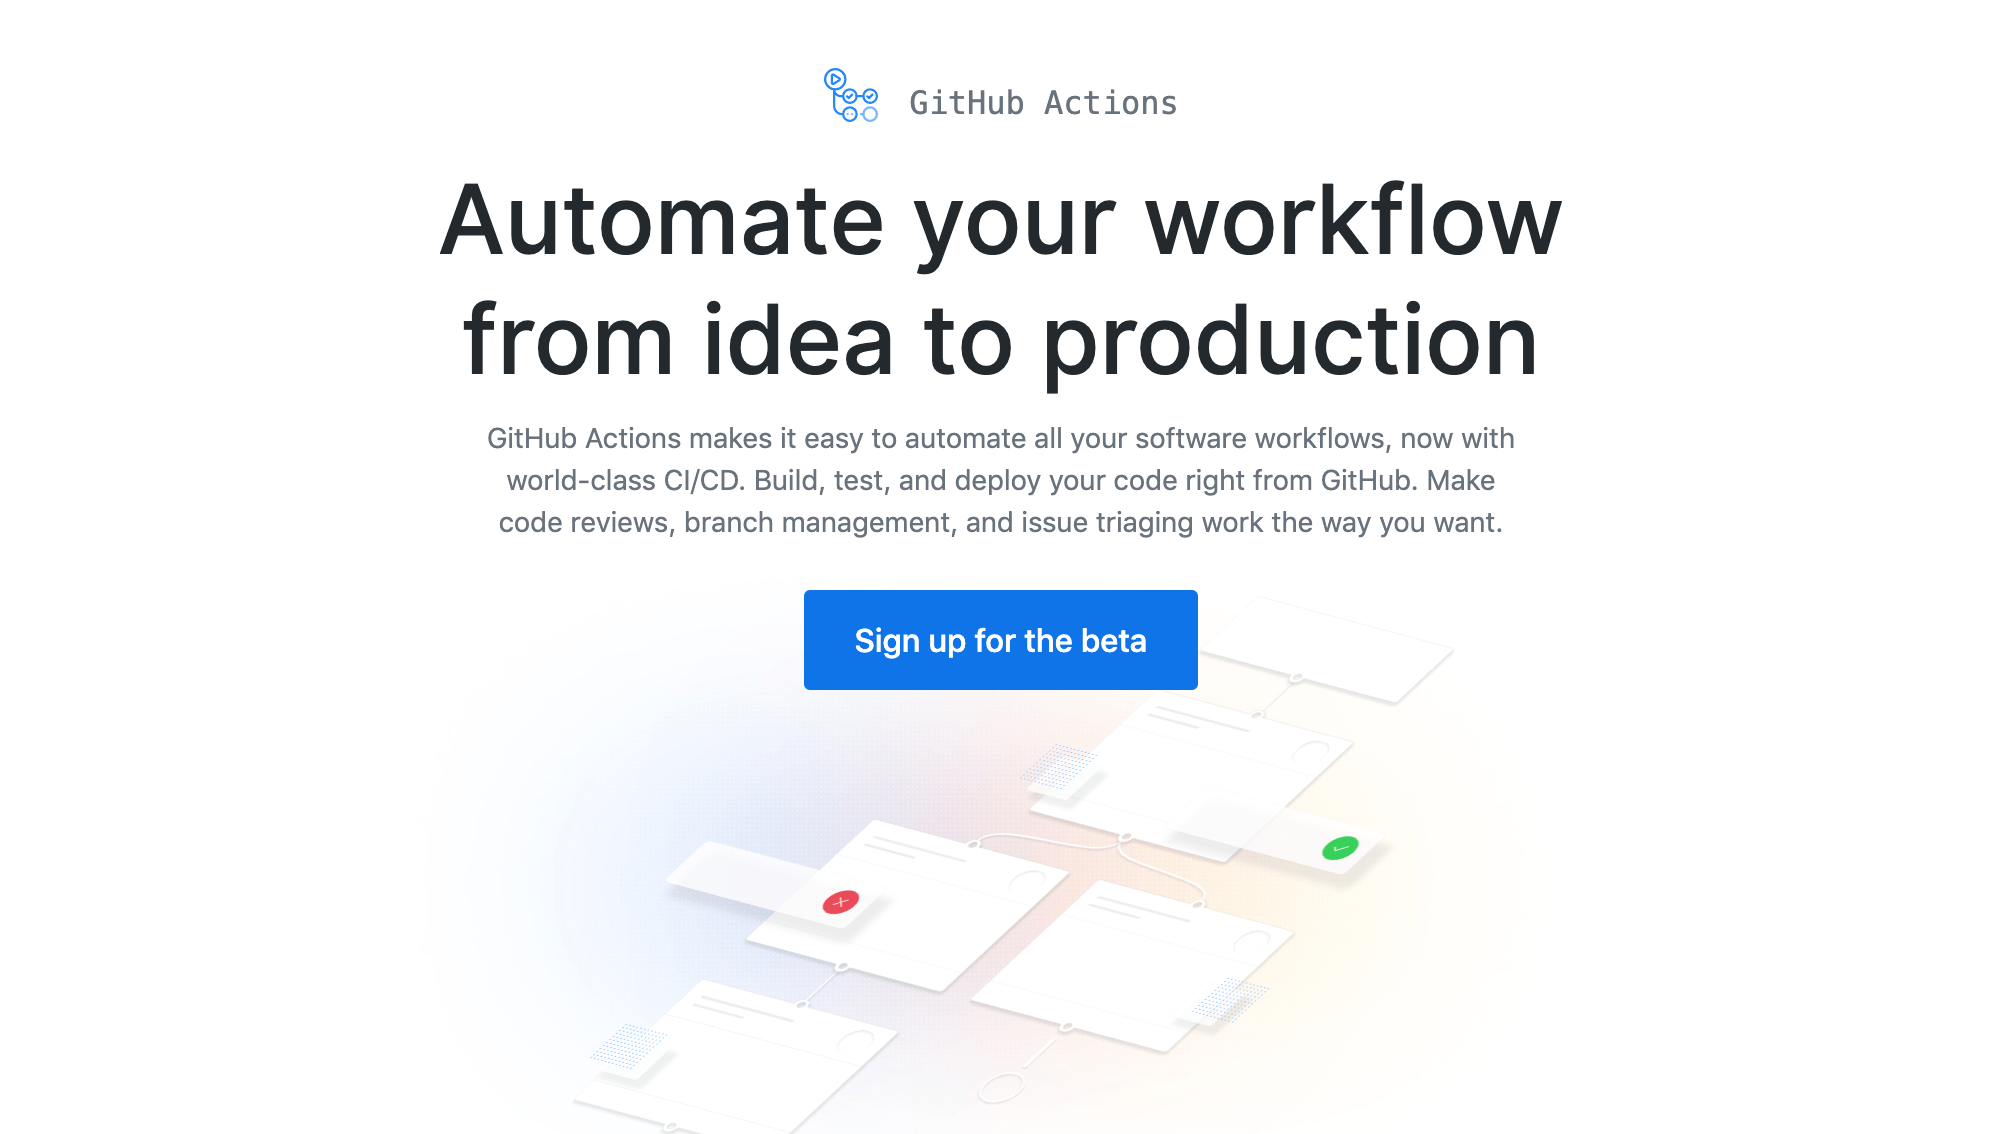 GitHub Actions
Automate your workflow
from idea to production
GitHub Actions makes it easy to automate all your software workflows, now with
world-class CI/CD. Build, test, and deploy your code right from GitHub. Make
code reviews, branch management, and issue triaging work the way you want.
Sign up for the beta